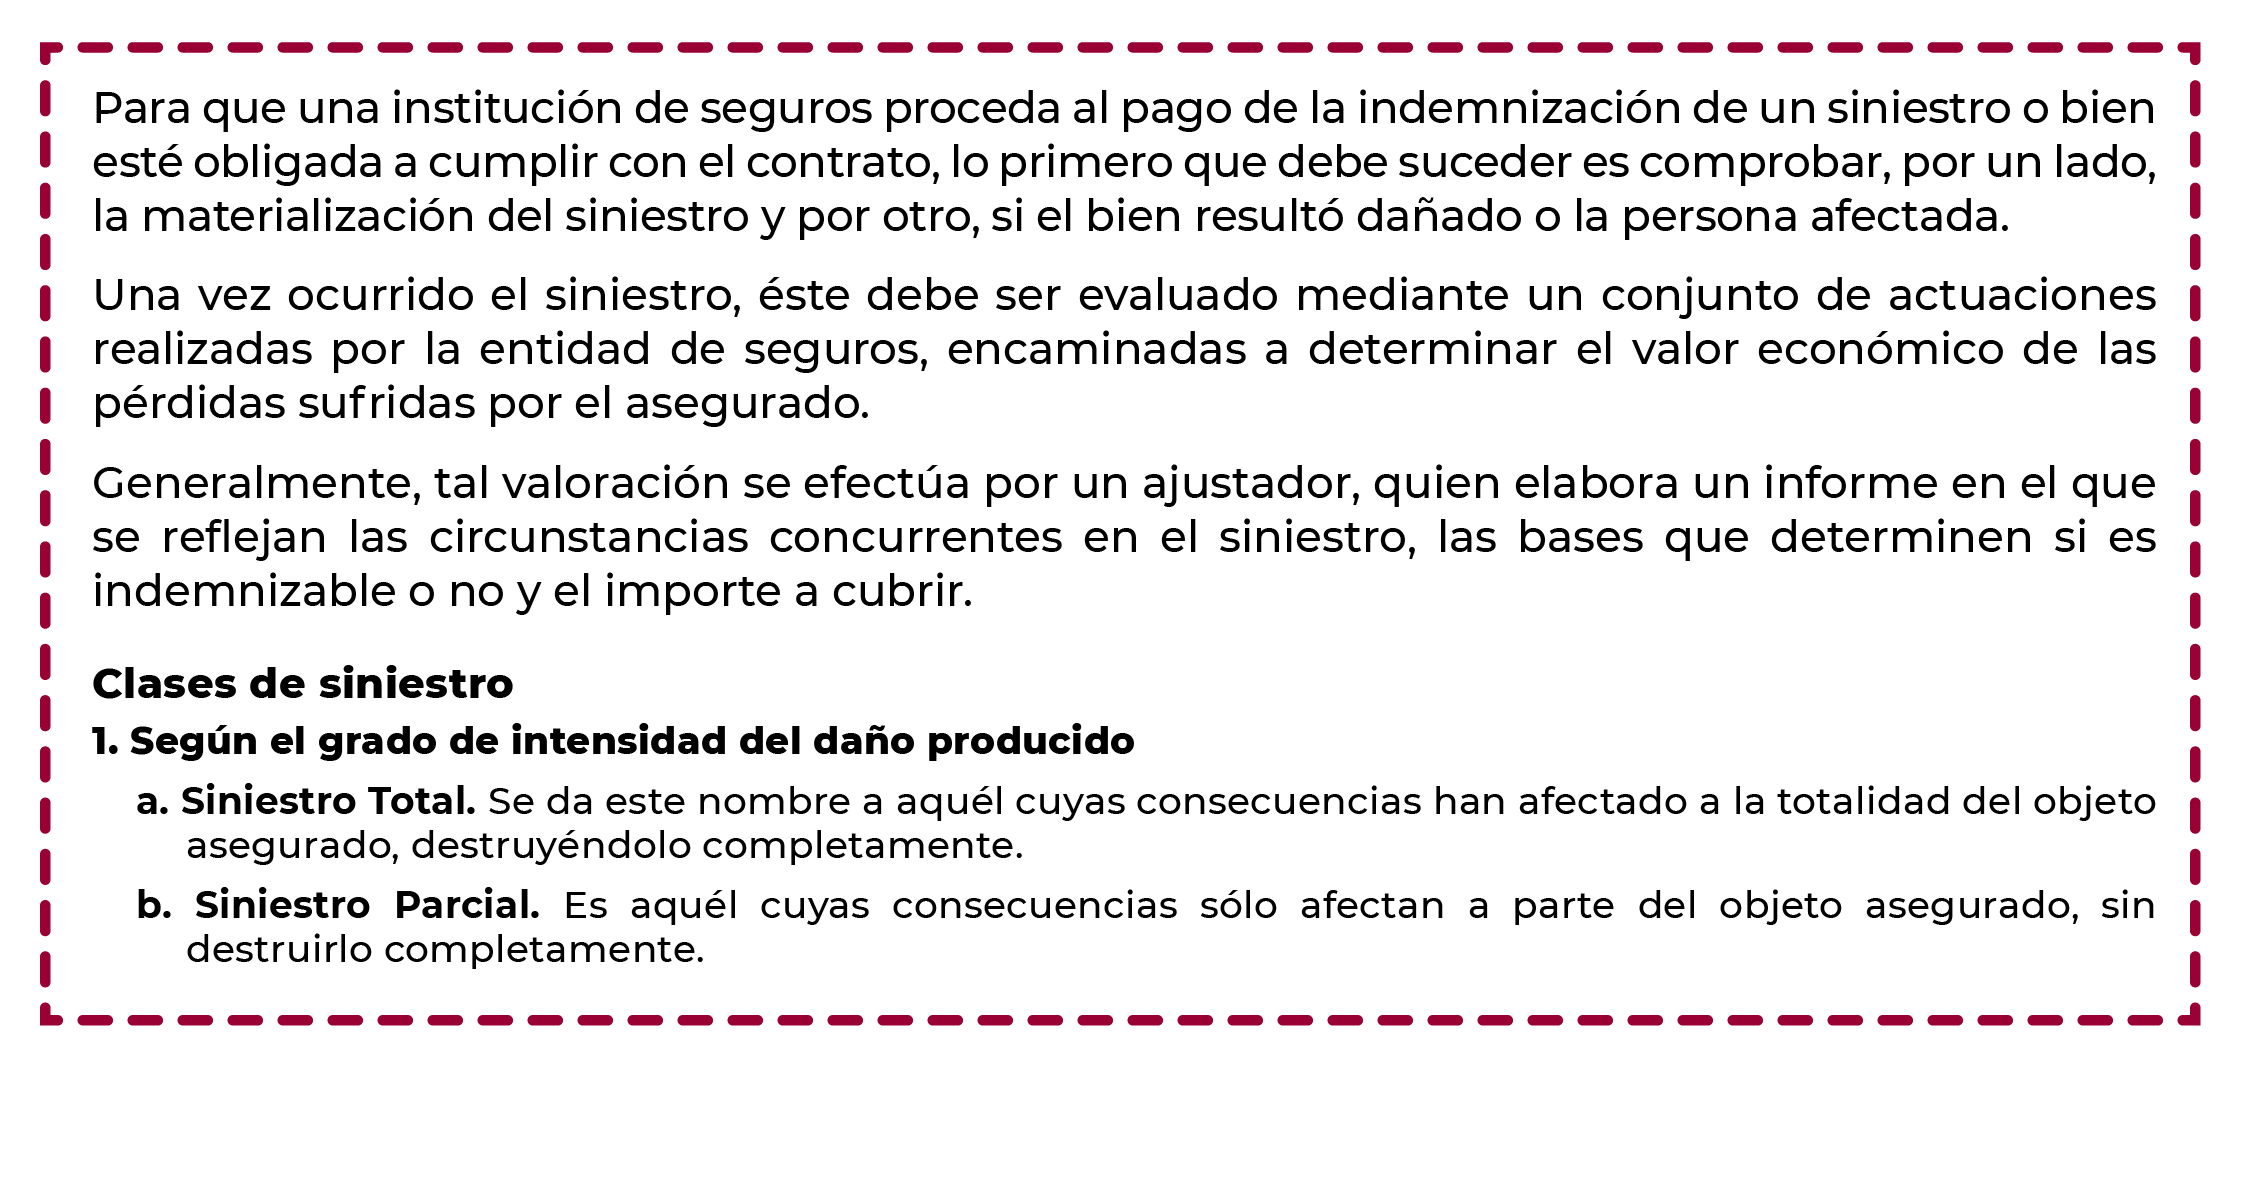 Para que una institución de seguros proceda al pago de la indemnización de un siniestro o bien
esté obligada a cumplir con el contrato, lo primero que debe suceder es comprobar, por un lado,
la materialización del siniestro y por otro, si el bien resultó dañado o la persona afectada.
Una vez ocurrido el siniestro, éste debe ser evaluado mediante un conjunto de actuaciones
realizadas por la entidad de seguros, encaminadas a determinar el valor económico de las
pérdidas sufridas por el asegurado.
Generalmente, tal valoración se efectúa por un ajustador, quien elabora un informe en el que
se reflejan las circunstancias concurrentes en el siniestro, las bases que determinen si es
indemnizable o no y el importe a cubrir.
Clases de siniestro
1. Según el grado de intensidad del daño producido
a. Siniestro Total. Se da este nombre a aquél cuyas consecuencias han afectado a la totalidad del objeto
asegurado, destruyéndolo completamente.
b. Siniestro Parcial. Es aquél cuyas consecuencias sólo afectan a parte del objeto asegurado, sin
destruirlo completamente.